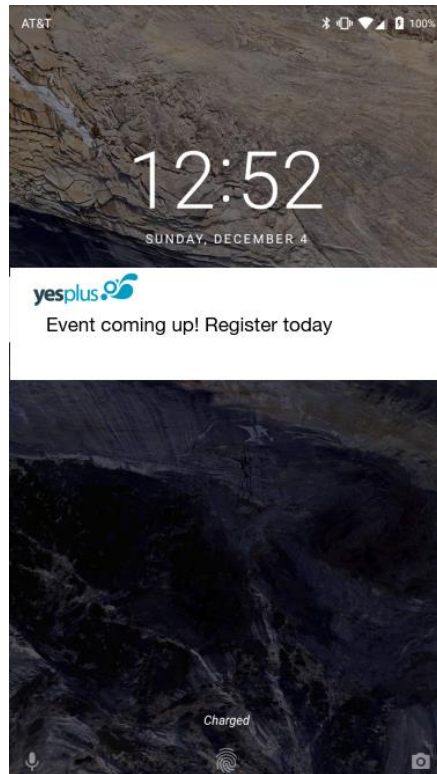 AT&T 100%
12:52
SUNDAY, DECEMBER 4
yesplus
Event coming up! Register today
Charged